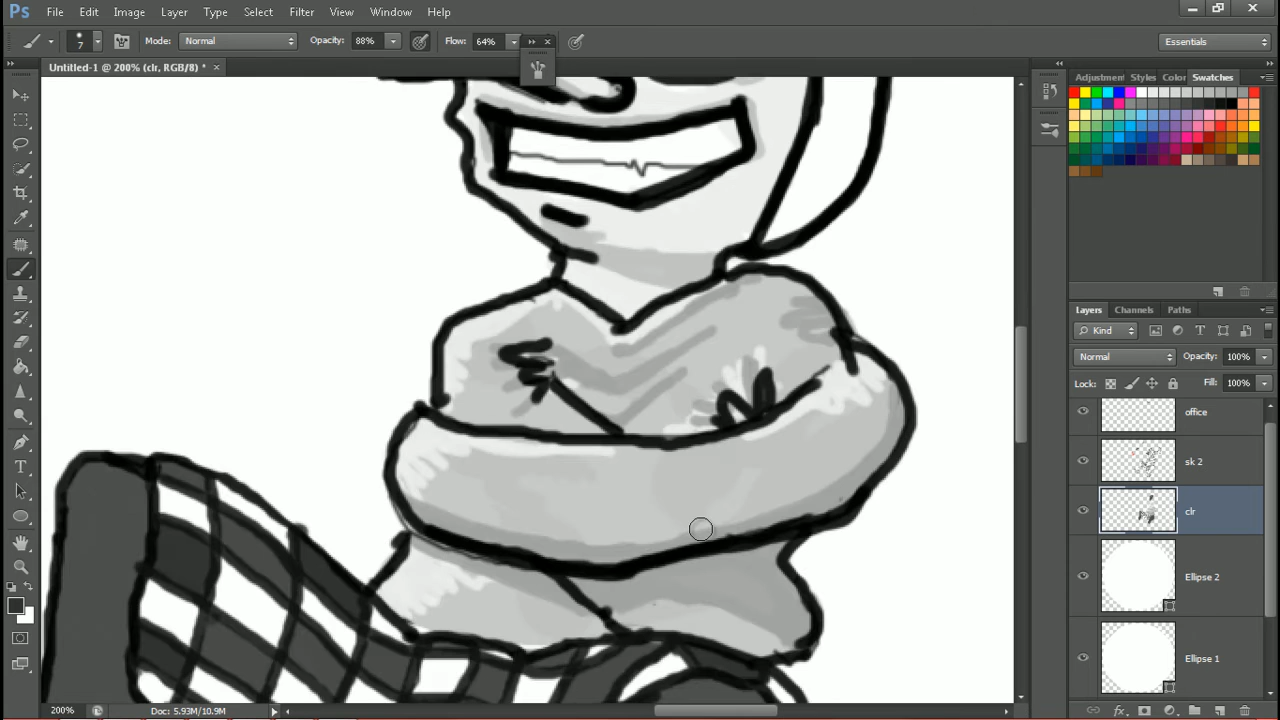 Ps File Edit Image Layer Type Select Filter View Window Help
7 Mode: Normal Opacity: 88% Flow: 64% Essentials
Untitled-1 @ 200% (clr, RGB/8) *
Adjustmen Styles Color Swatches
Layers Channels Paths
Kind
Normal Opacity: 100%
Lock: Fill: 100%
office
sk 2
clr
Ellipse 2
Ellipse 1
200% Doc: 5.93M/10.9M